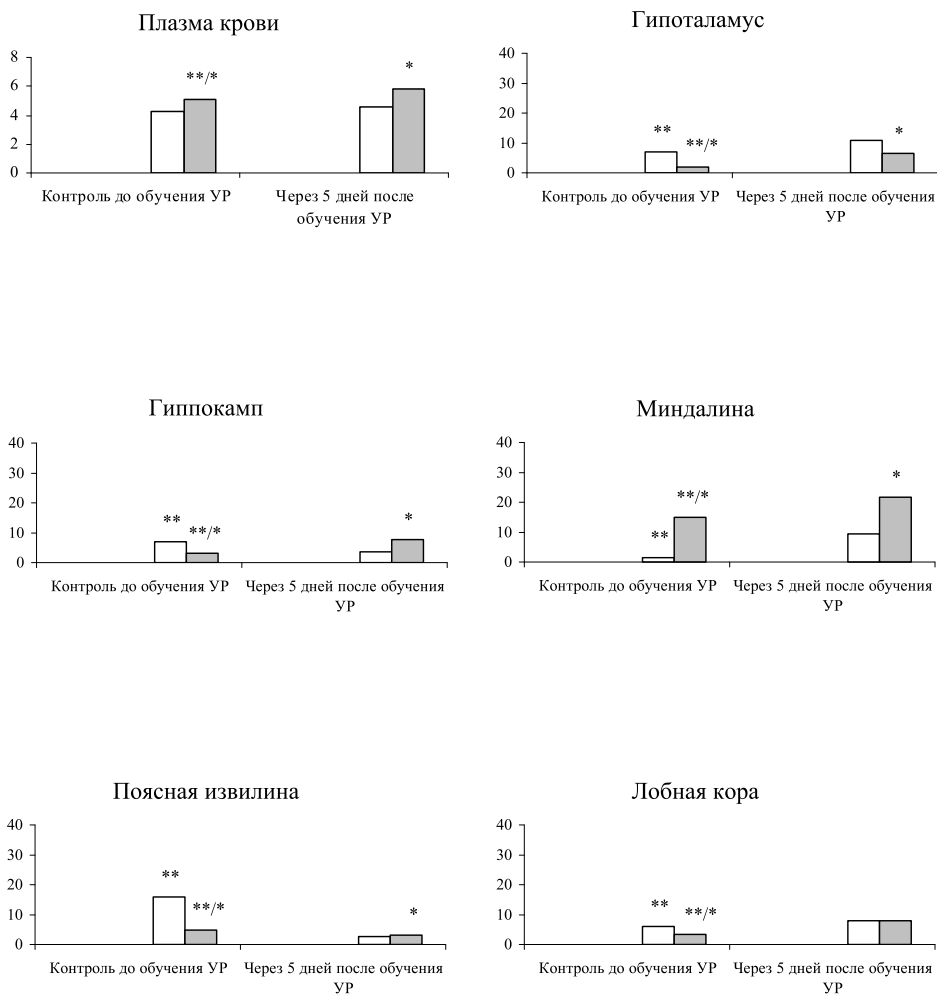 Плазма крови
8
6
4
2
0
**/*
*
Контроль до обучения УР
Через 5 дней после
обучения УР
Гипоталамус
40
30
20
10
0
**
**/*
*
Контроль до обучения УР
Через 5 дней после обучения
УР
Гиппокамп
40
30
20
10
0
**
**/*
*
Контроль до обучения УР
Через 5 дней после обучения
УР
Миндалина
40
30
20
10
0
**
**/*
*
Контроль до обучения УР
Через 5 дней после обучения
УР
Поясная извилина
40
30
20
10
0
**
**/*
*
Контроль до обучения УР
Через 5 дней после обучения
УР
Лобная кора
40
30
20
10
0
**
**/*
Контроль до обучения УР
Через 5 дней после обучения
УР